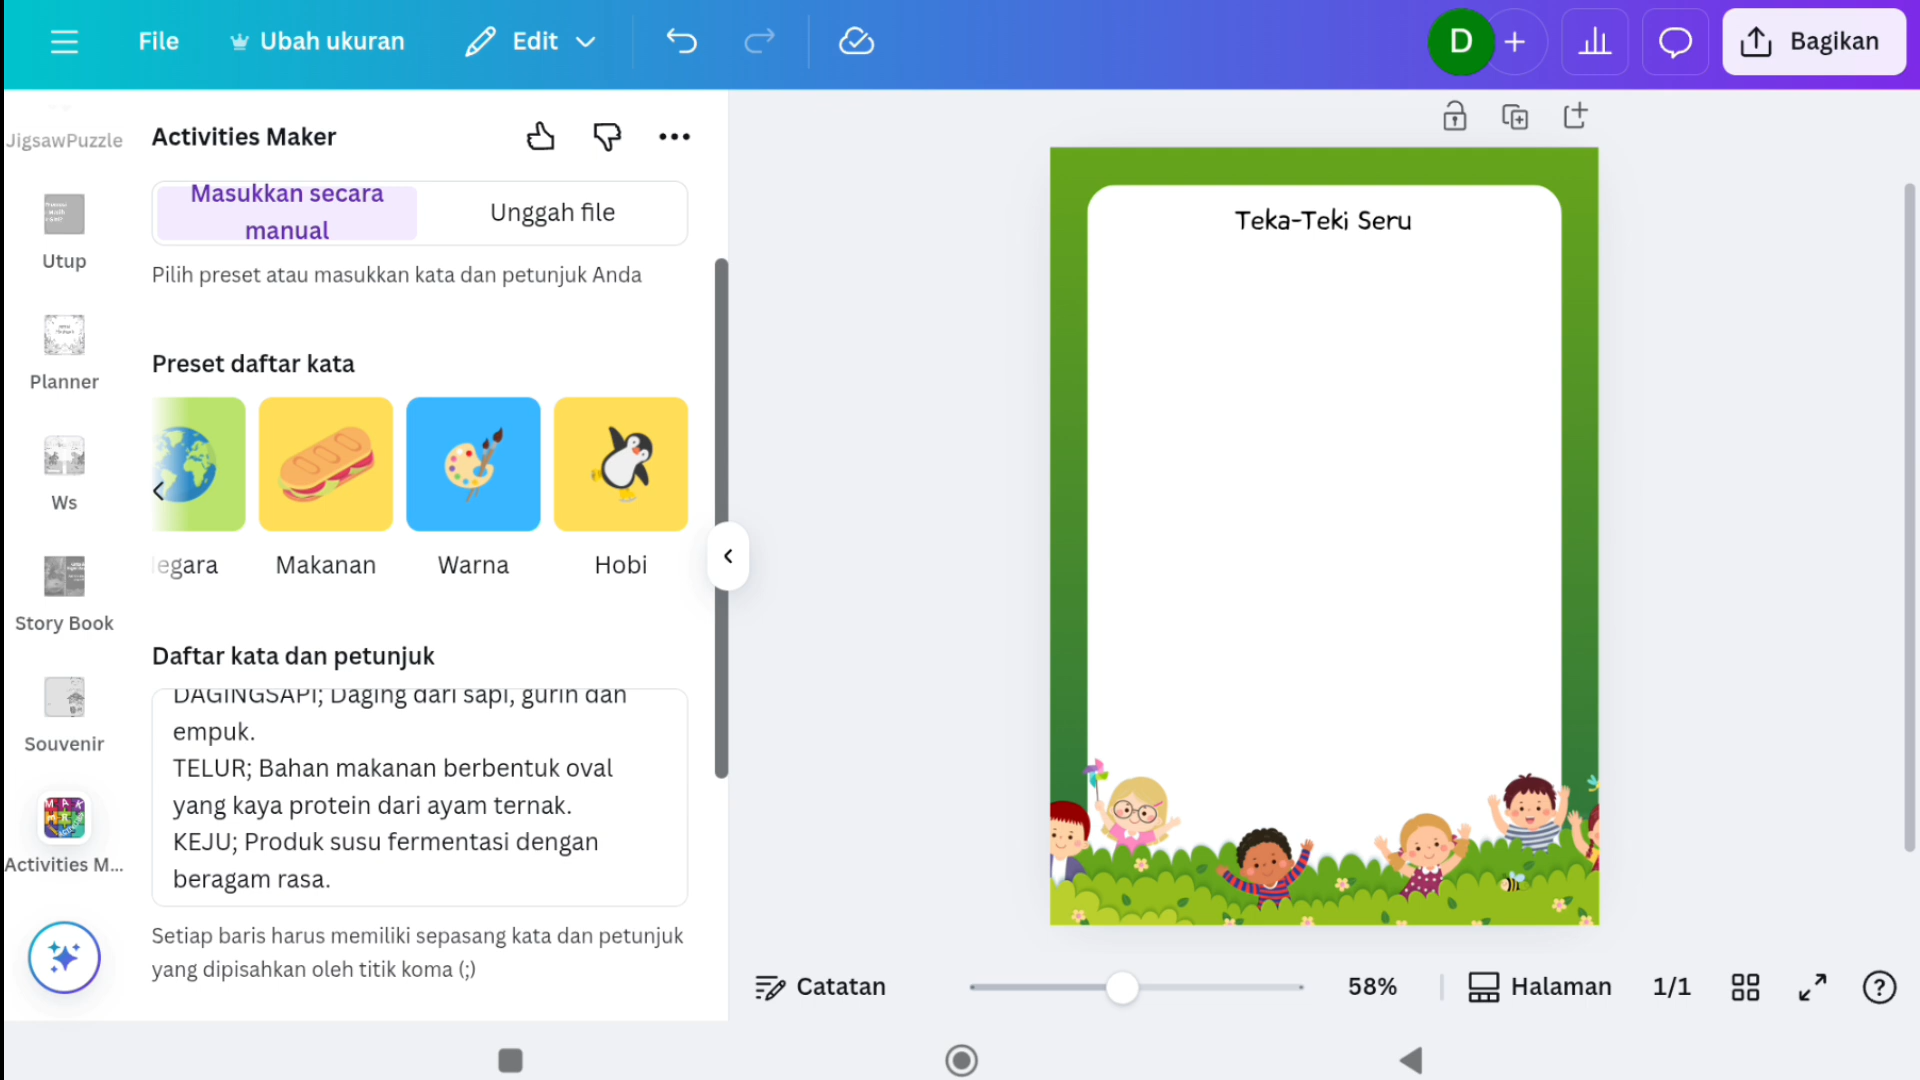 File
Ubah ukuran
Edit
D
Bagikan
JigsawPuzzle
Utup
Planner
Ws
Story Book
Souvenir
Activities M...
Activities Maker
Masukkan secara
manual
Unggah file
Pilih preset atau masukkan kata dan petunjuk Anda
Preset daftar kata
legara
Makanan
Warna
Hobi
Daftar kata dan petunjuk
DAGINGSAPI; Daging dari sapi, gurih dan
empuk.
TELUR; Bahan makanan berbentuk oval
yang kaya protein dari ayam ternak.
KEJU; Produk susu fermentasi dengan
beragam rasa.
Setiap baris harus memiliki sepasang kata dan petunjuk
yang dipisahkan oleh titik koma (;)
Teka-Teki Seru
Catatan
58%
Halaman
1/1